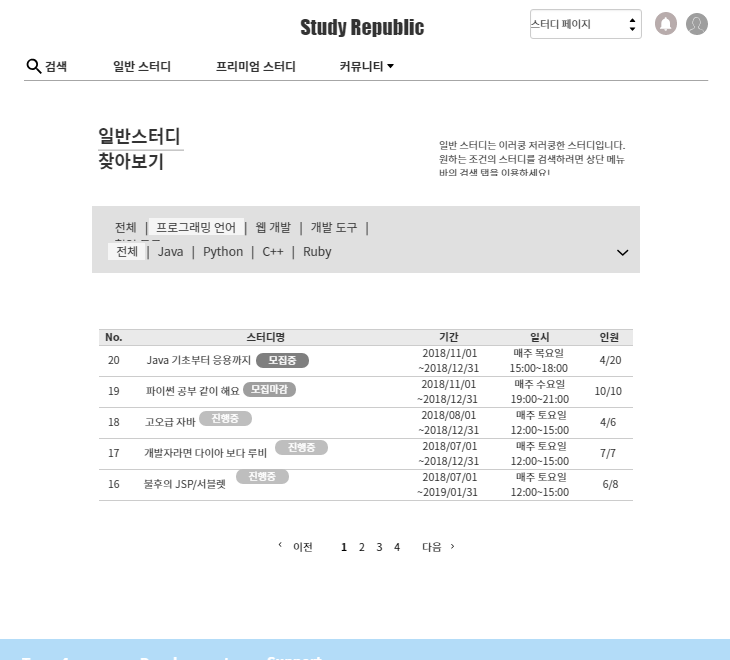 Study Republic
스터디 페이지
검색 일반 스터디 프리미엄 스터디 커뮤니티
일반스터디
찾아보기
일반 스터디는 이러쿵 저러쿵한 스터디입니다.
원하는 조건의 스터디를 검색하려면 상단 메뉴
바의 검색 탭을 이용하세요!
전체 | 프로그래밍 언어 | 웹 개발 | 개발 도구 |
전체 | Java | Python | C++ | Ruby
No. 스터디명 기간 일시 인원
20 Java 기초부터 응용까지 모집중 2018/11/01 ~2018/12/31 매주 목요일 15:00~18:00 4/20
19 파이썬 공부 같이 해요 모집마감 2018/11/01 ~2018/12/31 매주 수요일 19:00~21:00 10/10
18 고오급 자바 진행중 2018/08/01 ~2018/12/31 매주 토요일 12:00~15:00 4/6
17 개발자라면 다이아 보다 루비 진행중 2018/07/01 ~2018/12/31 매주 토요일 12:00~15:00 7/7
16 불후의 JSP/서블렛 진행중 2018/07/01 ~2019/01/31 매주 토요일 12:00~15:00 6/8
‹ 이전 1 2 3 4 다음 ›